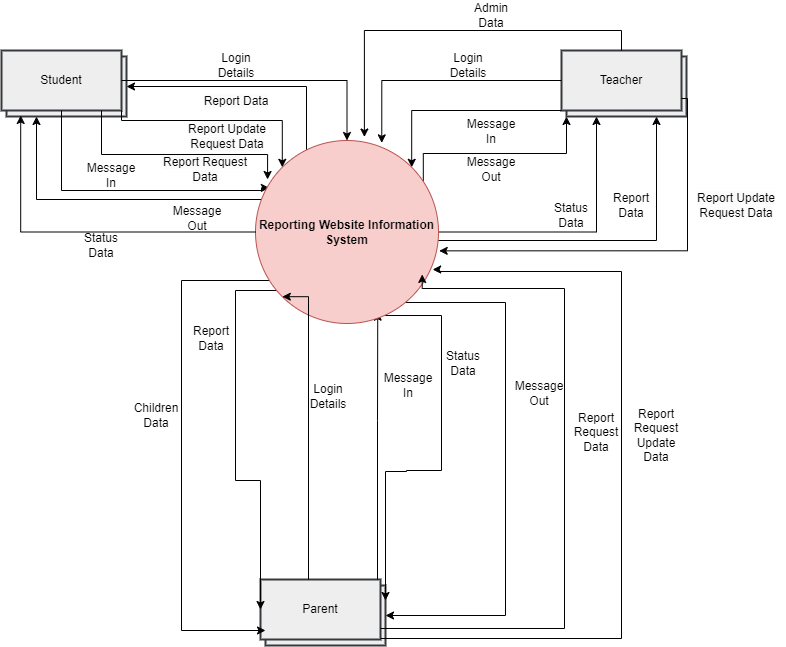 Admin
Data
Student
Login
Details
Login
Details
Teacher
Report Data
Report Update
Request Data
Message
In
Message
In
Report Request
Data
Message
Out
Message
Out
Status
Data
Report
Data
Report Update
Request Data
Status
Data
Reporting Website Information
System
Report
Data
Status
Data
Children
Data
Login
Details
Message
In
Message
Out
Report
Request
Data
Report
Request
Update
Data
Parent